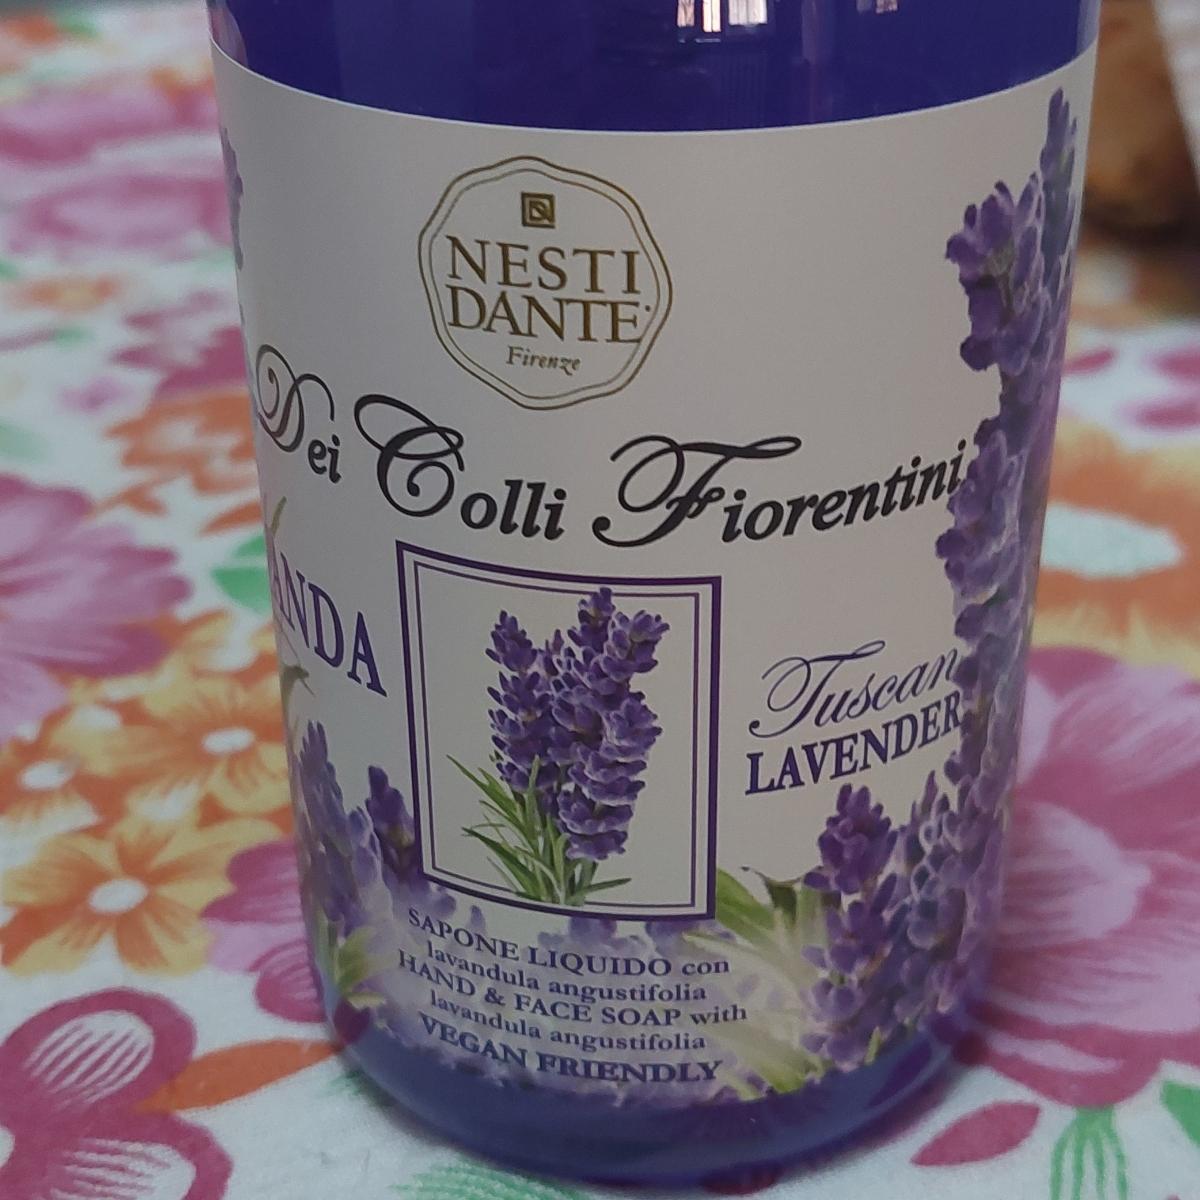 NESTI
DANTE
Firenze
Dei Colli Fiorentini
ANDA
Tuscan
LAVENDER
SAPONE LIQUIDO con
lavandula angustifolia
HAND & FACE SOAP with
lavandula angustifolia
VEGAN FRIENDLY